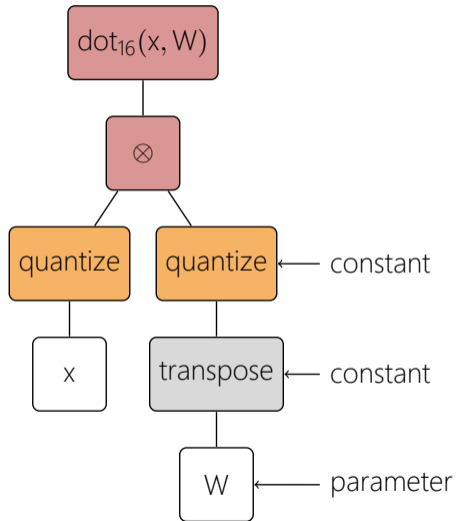 dot₁₆(x, W)
⊗
quantize quantize constant
x transpose constant
W parameter